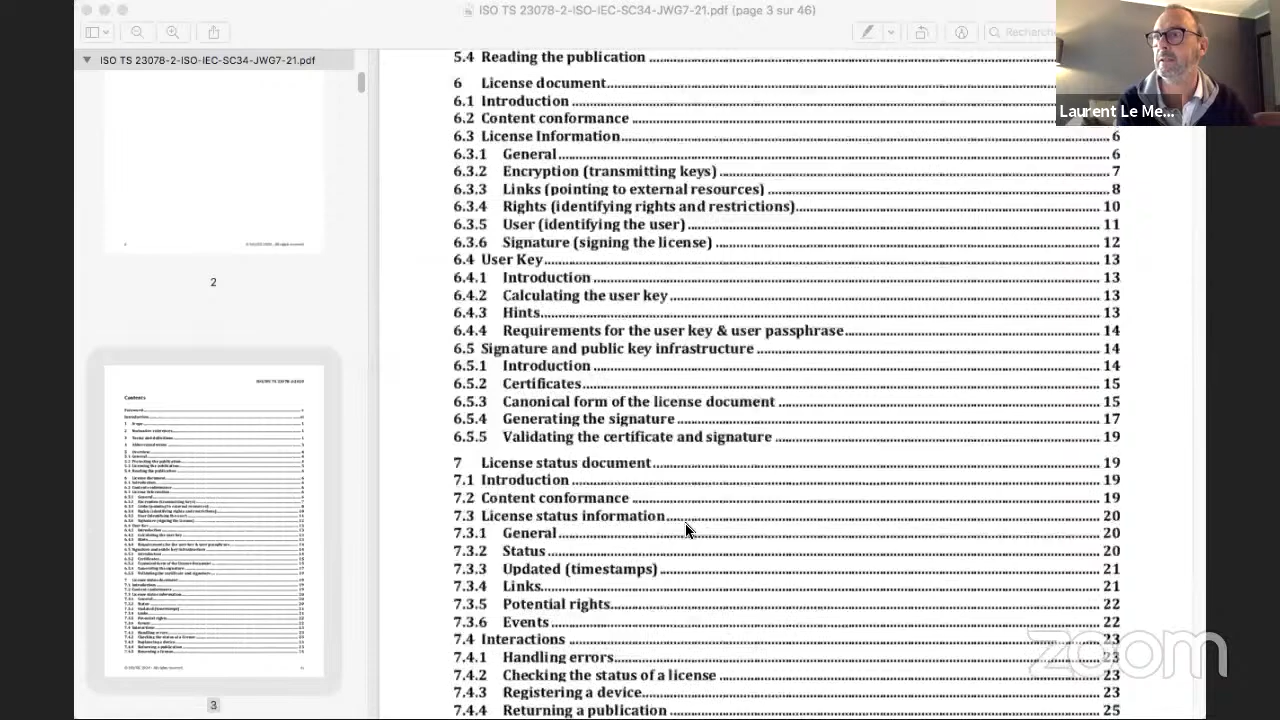 ISO TS 23078-2-ISO-IEC-SC34-JWG7-21.pdf (page 3 sur 46)
Recherch
ISO TS 23078-2-ISO-IEC-SC34-JWG7-21.pdf
2
3
Contents
Laurent Le Me...
5.4 Reading the publication
6 License document
6.1 Introduction
6.2 Content conformance
6.3 License Information 6
6.3.1 General 6
6.3.2 Encryption (transmitting keys) 7
6.3.3 Links (pointing to external resources) 8
6.3.4 Rights (identifying rights and restrictions) 10
6.3.5 User (identifying the user) 11
6.3.6 Signature (signing the license) 12
6.4 User Key 13
6.4.1 Introduction 13
6.4.2 Calculating the user key 13
6.4.3 Hints 13
6.4.4 Requirements for the user key & user passphrase 14
6.5 Signature and public key infrastructure 14
6.5.1 Introduction 14
6.5.2 Certificates 15
6.5.3 Canonical form of the license document 15
6.5.4 Generating the signature 17
6.5.5 Validating the certificate and signature 19
7 License status document 19
7.1 Introduction 19
7.2 Content conformance 19
7.3 License status information 20
7.3.1 General 20
7.3.2 Status 20
7.3.3 Updated (timestamps) 21
7.3.4 Links 21
7.3.5 Potential rights 22
7.3.6 Events 22
7.4 Interactions 23
7.4.1 Handling errors 23
7.4.2 Checking the status of a license 23
7.4.3 Registering a device 23
7.4.4 Returning a publication 25
zoom